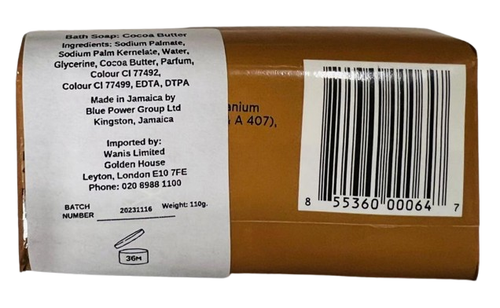 Bath Soap: Cocoa Butter
Ingredients: Sodium Palmate,
Sodium Palm Kernelate, Water,
Glycerine, Cocoa Butter, Parfum,
Colour CI 77492,
Colour CI 77499, EDTA, DTPA
Made in Jamaica by
Blue Power Group Ltd
Kingston, Jamaica
Imported by:
Wanis Limited
Golden House
Leyton, London E10 7FE
Phone: 020 8988 1100
BATCH
NUMBER 20231116 Weight: 110g.
36M
anium
A 407),
8 55360 00064 7